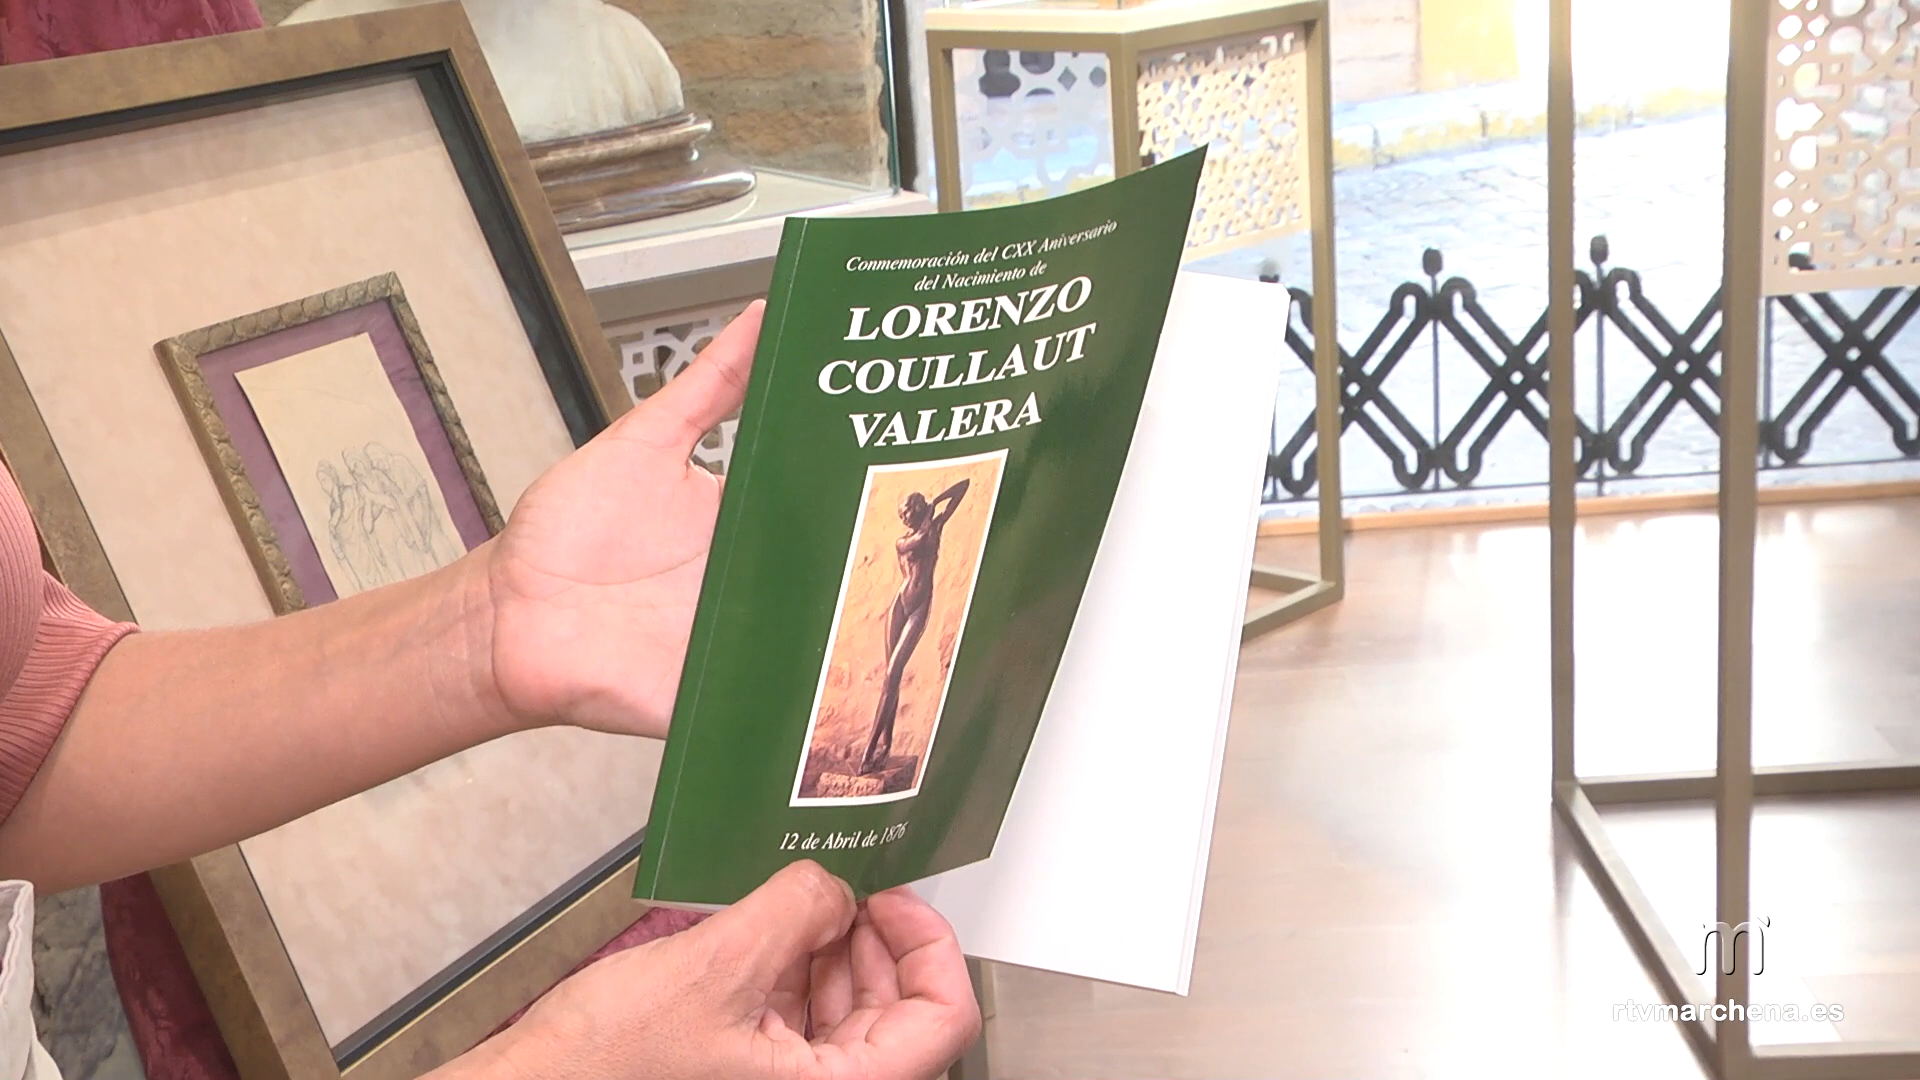 Conmemoración del CXX Aniversario
del Nacimiento de
LORENZO
COULLAUT
VALERA
12 de Abril de 1876
m
rtvmarchena.es